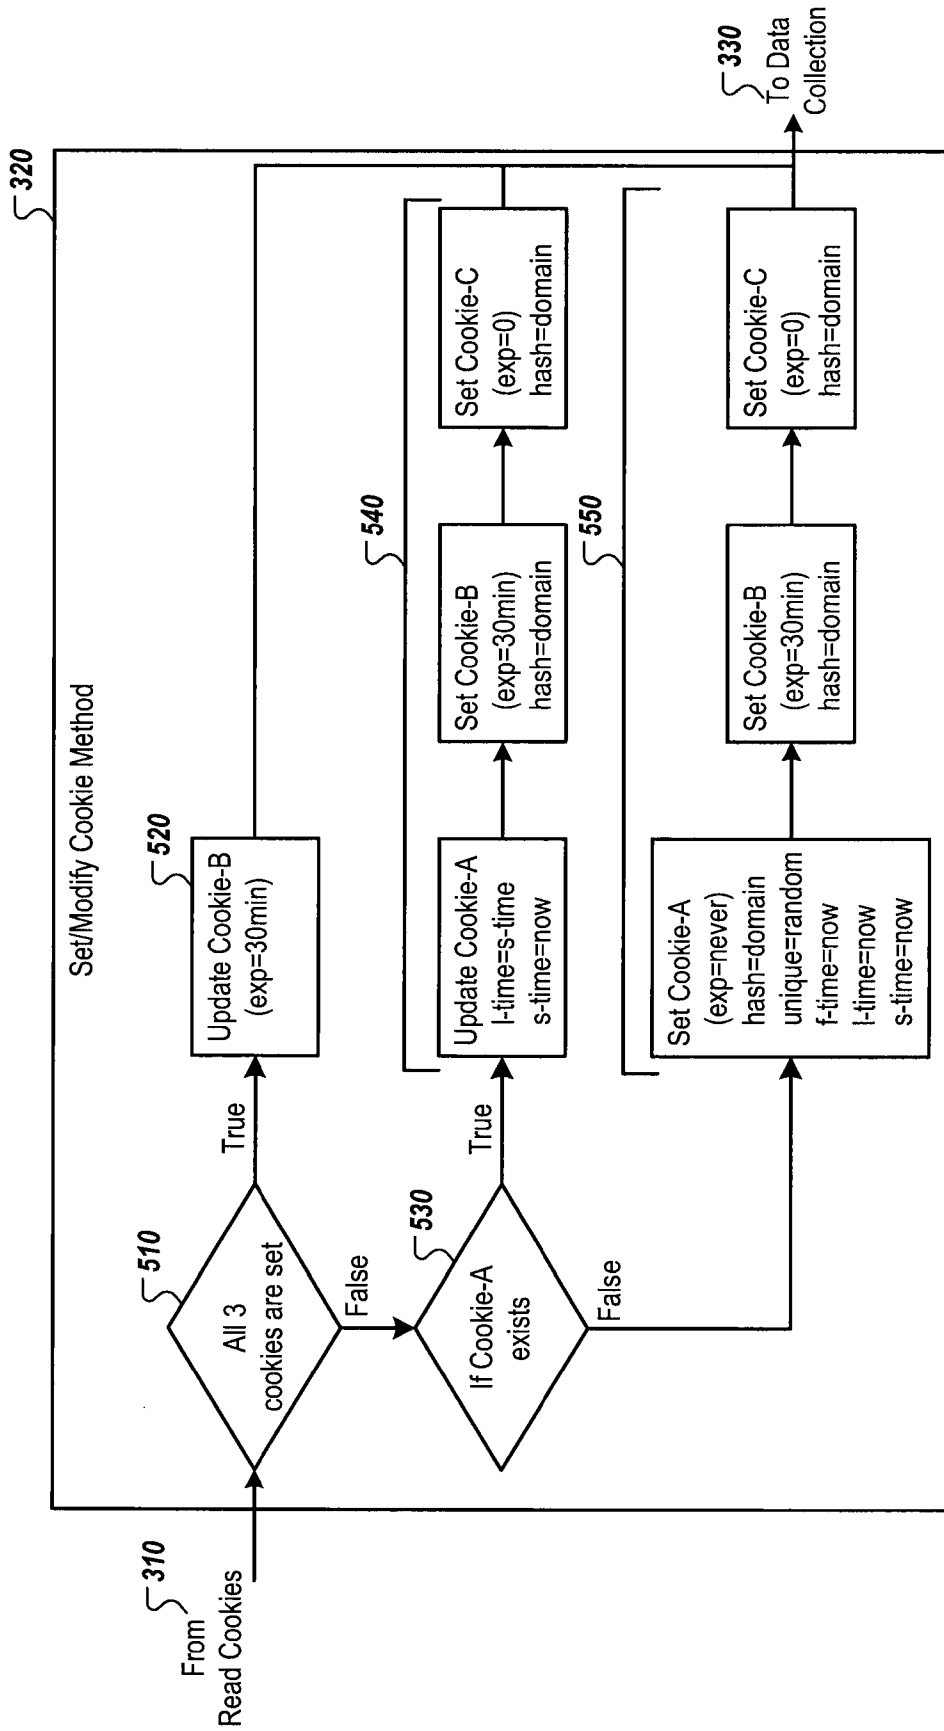 Set/Modify Cookie Method
320
310
From
Read Cookies
510
All 3
cookies are set
True
False
520
Update Cookie-B
(exp=30min)
530
If Cookie-A
exists
True
False
540
Update Cookie-A
l-time=s-time
s-time=now
Set Cookie-B
(exp=30min)
hash=domain
Set Cookie-C
(exp=0)
hash=domain
550
Set Cookie-A
(exp=never)
hash=domain
unique=random
f-time=now
l-time=now
s-time=now
Set Cookie-B
(exp=30min)
hash=domain
Set Cookie-C
(exp=0)
hash=domain
330
To Data
Collection